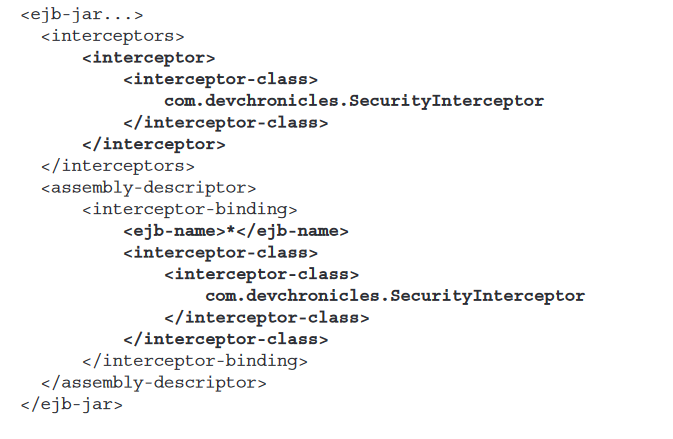 <ejb-jar...>
  <interceptors>
      <interceptor>
          <interceptor-class>
              com.devchronicles.SecurityInterceptor
          </interceptor-class>
      </interceptor>
  </interceptors>
  <assembly-descriptor>
      <interceptor-binding>
          <ejb-name>*</ejb-name>
          <interceptor-class>
              <interceptor-class>
                  com.devchronicles.SecurityInterceptor
              </interceptor-class>
          </interceptor-class>
      </interceptor-binding>
  </assembly-descriptor>
</ejb-jar>